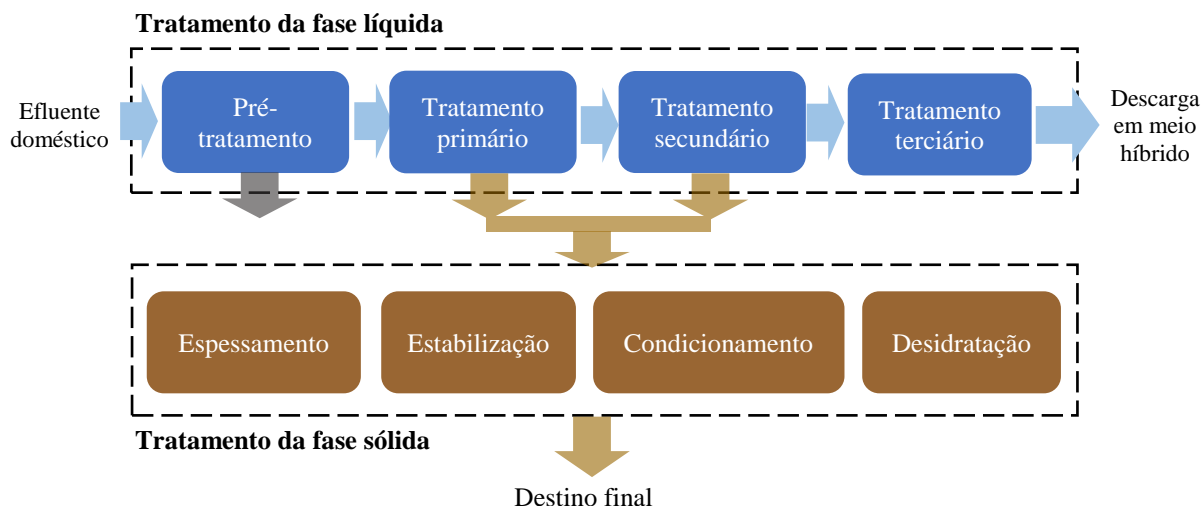 Tratamento da fase líquida
Efluente
doméstico
Pré-
tratamento
Tratamento
primário
Tratamento
secundário
Tratamento
terciário
Descarga
em meio
híbrido
Espessamento
Estabilização
Condicionamento
Desidratação
Tratamento da fase sólida
Destino final